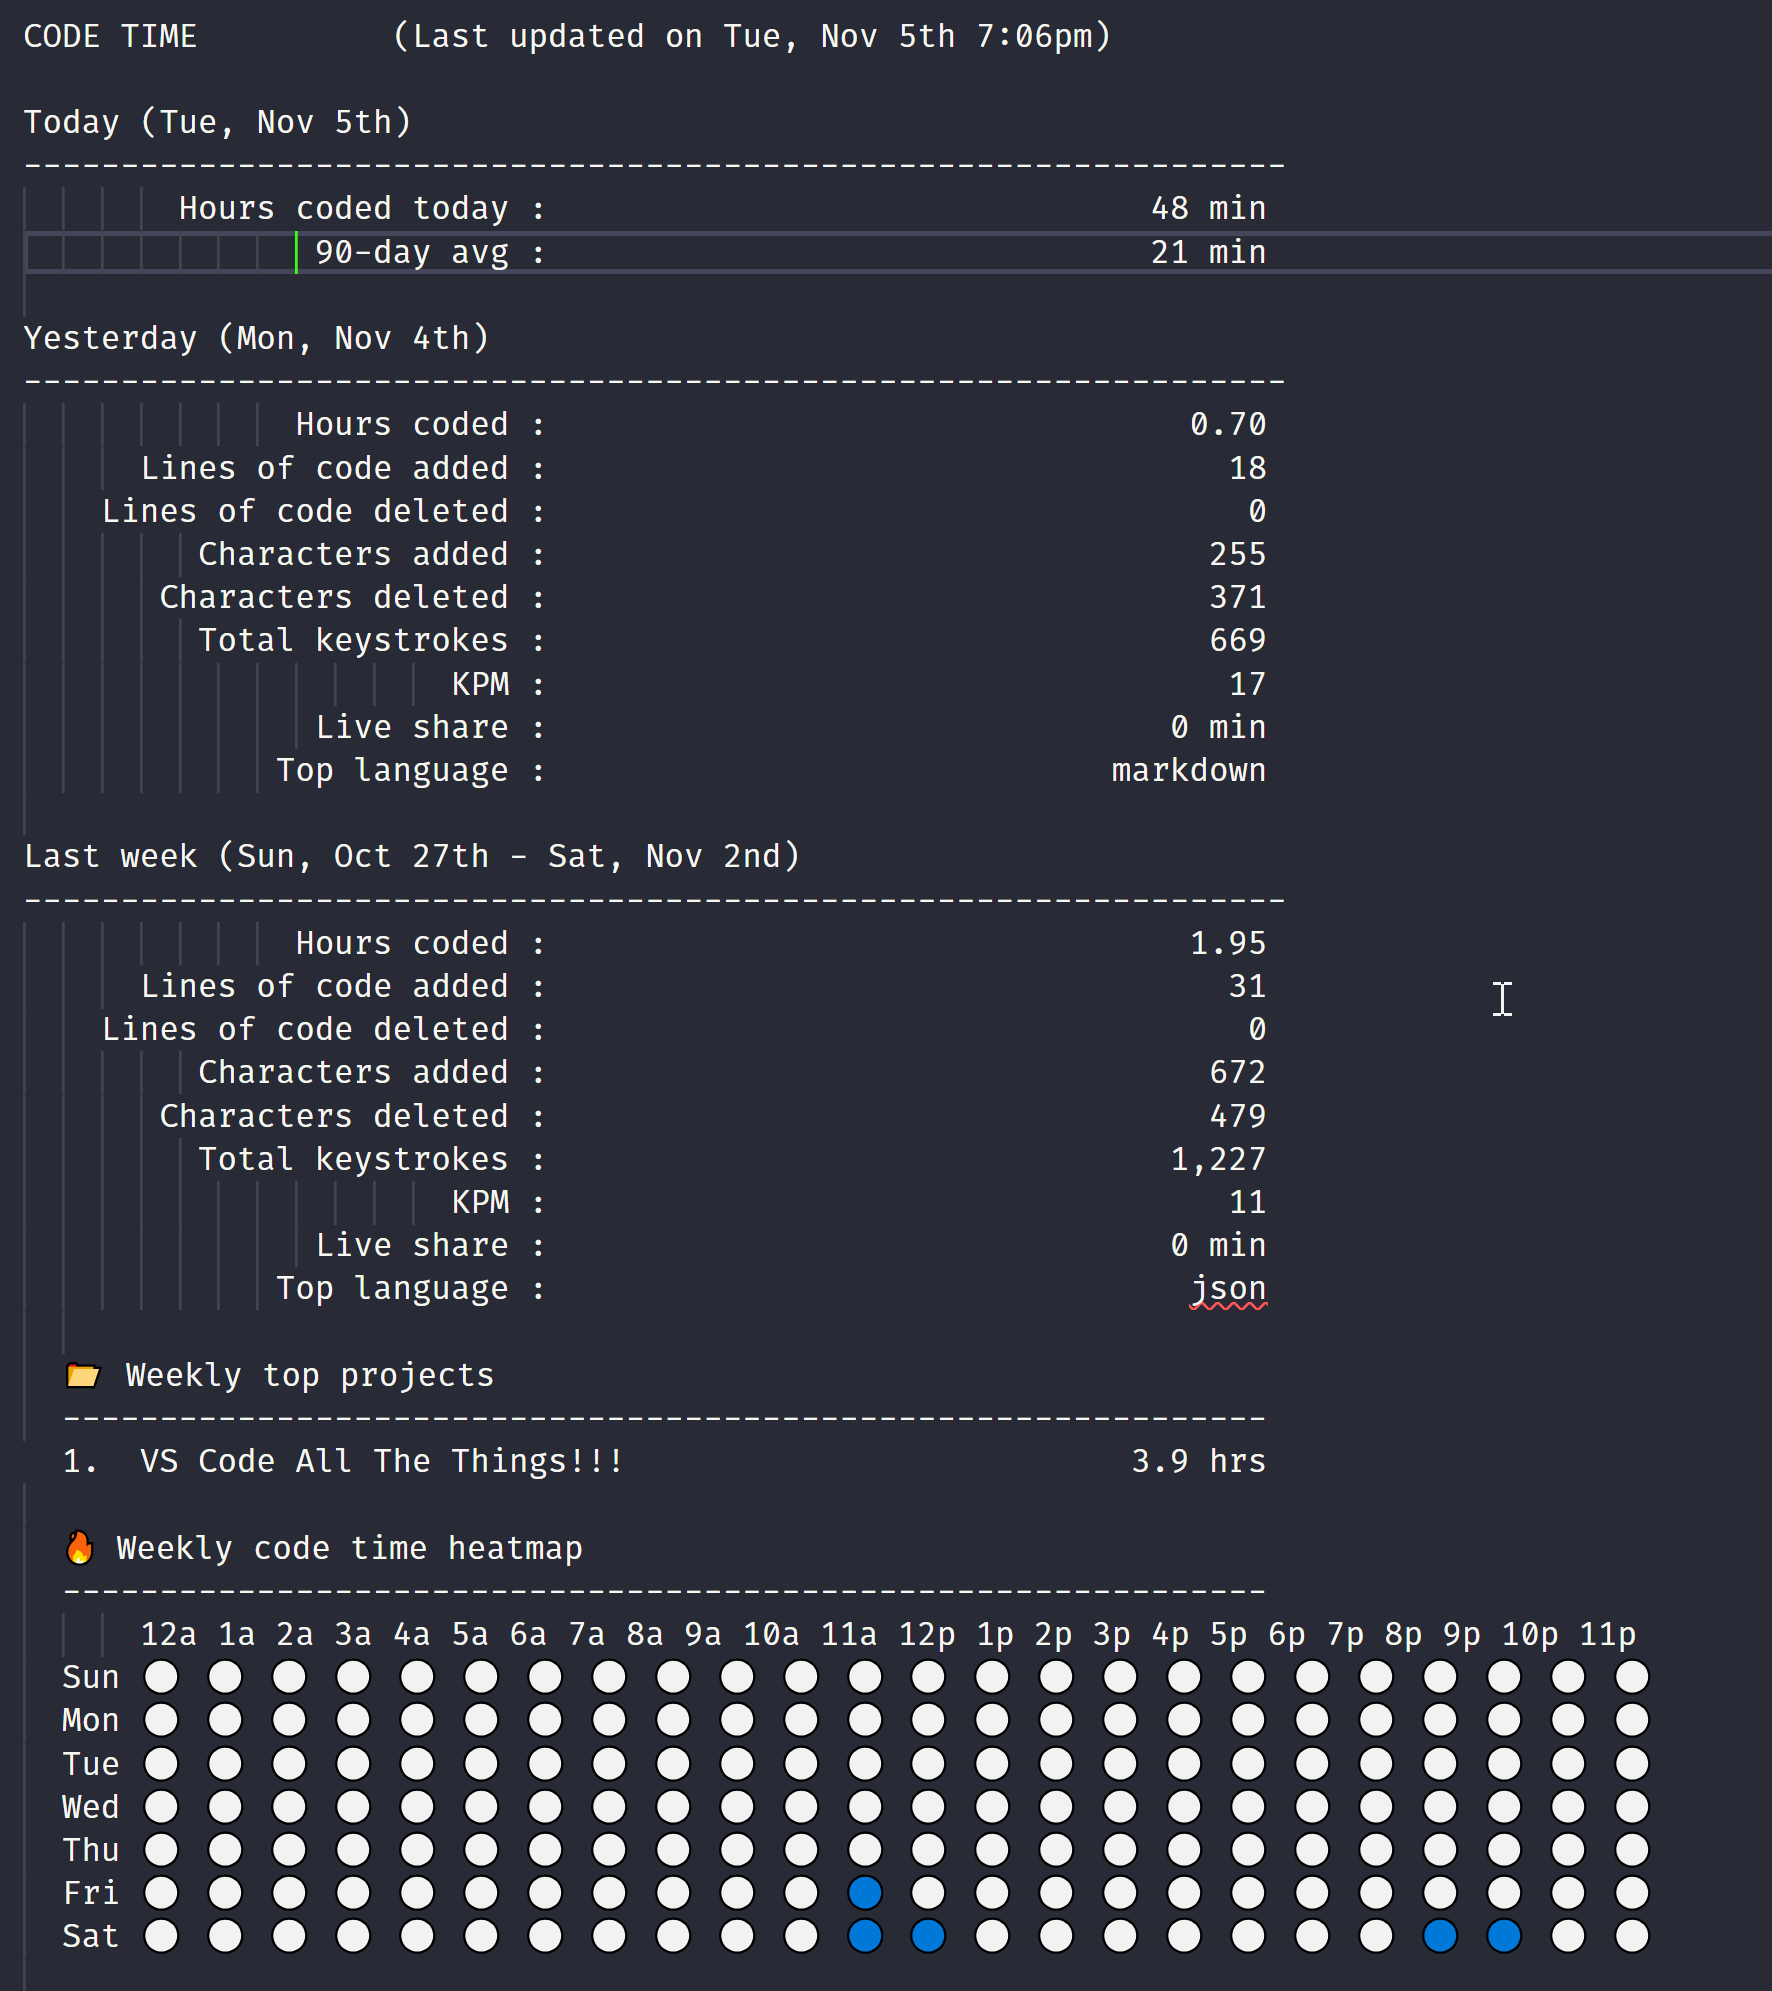 CODE TIME          (Last updated on Tue, Nov 5th 7:06pm)
Today (Tue, Nov 5th)
-----------------------------------------------------------------
Hours coded today : 48 min
90-day avg : 21 min
Yesterday (Mon, Nov 4th)
-----------------------------------------------------------------
Hours coded : 0.70
Lines of code added : 18
Lines of code deleted : 0
Characters added : 255
Characters deleted : 371
Total keystrokes : 669
KPM : 17
Live share : 0 min
Top language : markdown
Last week (Sun, Oct 27th - Sat, Nov 2nd)
-----------------------------------------------------------------
Hours coded : 1.95
Lines of code added : 31
Lines of code deleted : 0
Characters added : 672
Characters deleted : 479
Total keystrokes : 1,227
KPM : 11
Live share : 0 min
Top language : json
📂 Weekly top projects
--------------------------------------------------------------
1.  VS Code All The Things!!! 3.9 hrs
🔥 Weekly code time heatmap
--------------------------------------------------------------
12a 1a 2a 3a 4a 5a 6a 7a 8a 9a 10a 11a 12p 1p 2p 3p 4p 5p 6p 7p 8p 9p 10p 11p
Sun
Mon
Tue
Wed
Thu
Fri
Sat